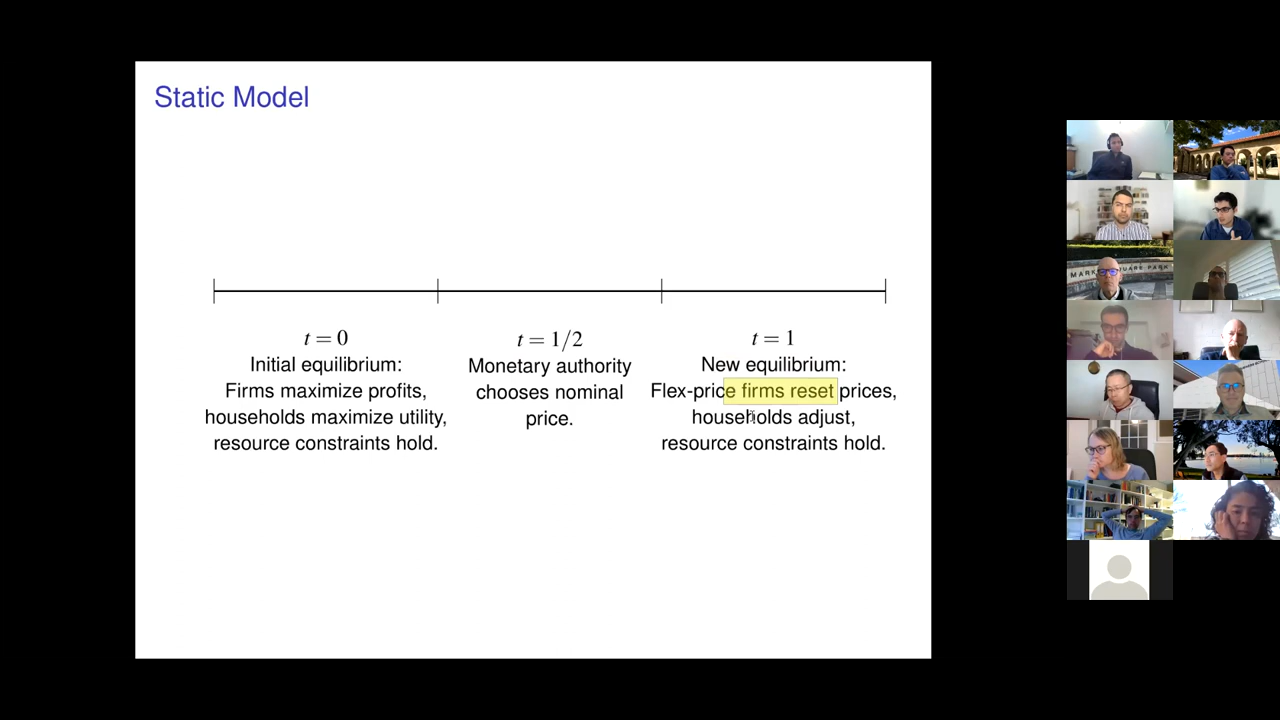 Static Model
t = 0
Initial equilibrium:
Firms maximize profits,
households maximize utility,
resource constraints hold.
t = 1/2
Monetary authority
chooses nominal
price.
t = 1
New equilibrium:
Flex-price firms reset prices,
households adjust,
resource constraints hold.